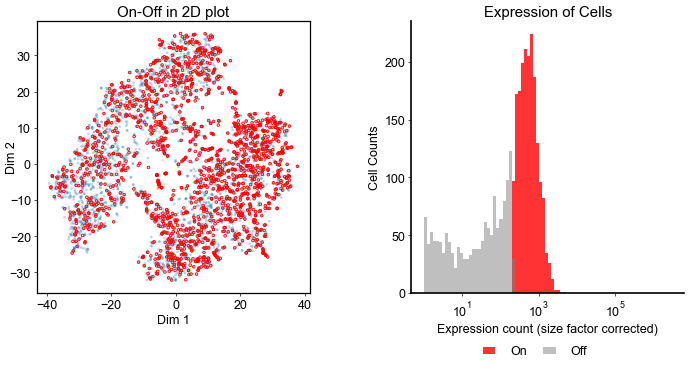 On-Off in 2D plot
Expression of Cells
30
20
10
0
−10
−20
−30
Dim 2
−40
−20
0
20
40
Dim 1
200
150
100
50
0
Cell Counts
10^1
10^3
10^5
Expression count (size factor corrected)
On
Off